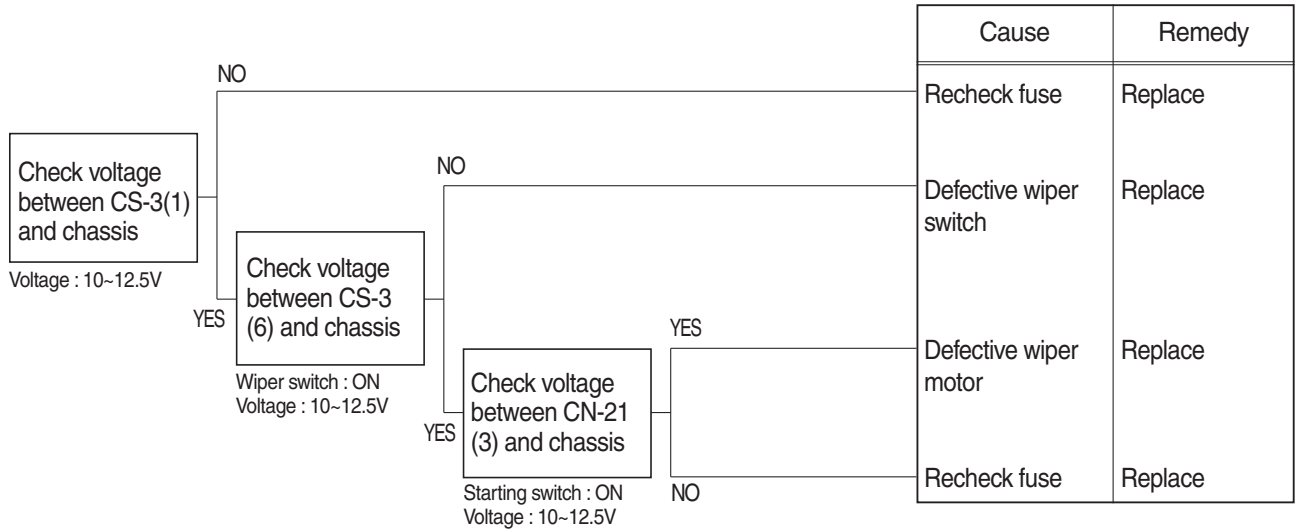 Cause
Remedy
NO
Recheck fuse
Replace
Check voltage
between CS-3(1)
and chassis
Voltage : 10~12.5V
NO
Defective wiper
switch
Replace
YES
Check voltage
between CS-3
(6) and chassis
Wiper switch : ON
Voltage : 10~12.5V
YES
Defective wiper
motor
Replace
YES
Check voltage
between CN-21
(3) and chassis
Starting switch : ON
Voltage : 10~12.5V
NO
Recheck fuse
Replace